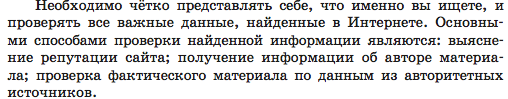 Необходимо чётко представлять себе, что именно вы ищете, и
проверять все важные данные, найденные в Интернете. Основны-
ми способами проверки найденной информации являются: выясне-
ние репутации сайта; получение информации об авторе материа-
ла; проверка фактического материала по данным из авторитетных
источников.